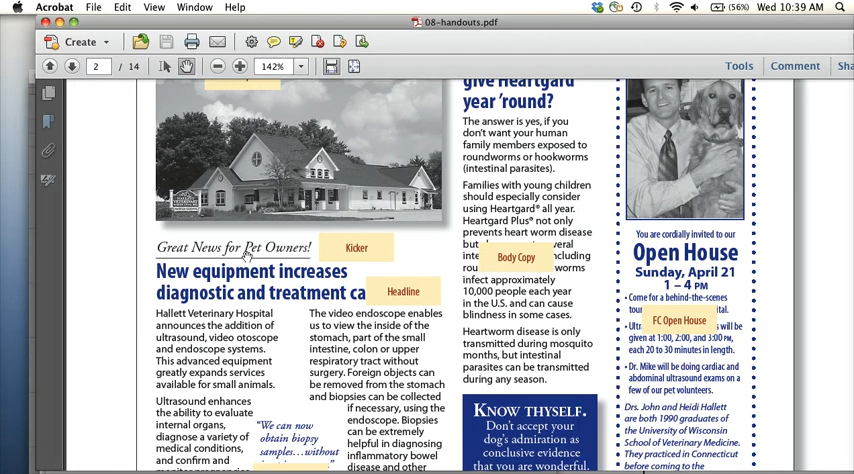 Acrobat File Edit View Window Help
(56%) Wed 10:39 AM
08-handouts.pdf
Create
2 / 14
142%
Tools Comment Sha
Great News for Pet Owners!
Kicker
New equipment increases
diagnostic and treatment ca
Headline
Hallett Veterinary Hospital
announces the addition of
ultrasound, video otoscope
and endoscope systems.
This advanced equipment
greatly expands services
available for small animals.
Ultrasound enhances
the ability to evaluate
internal organs,
diagnose a variety of
medical conditions,
and confirm and
"We can now
obtain biopsy
samples...without
The video endoscope enables
us to view the inside of the
stomach, part of the small
intestine, colon or upper
respiratory tract without
surgery. Foreign objects can
be removed from the stomach
and biopsies can be collected
if necessary, using the
endoscope. Biopsies
can be extremely
helpful in diagnosing
inflammatory bowel
disease and other
give Heartgard
year 'round?
The answer is yes, if you
don't want your human
family members exposed to
roundworms or hookworms
(intestinal parasites).
Families with young children
should especially consider
using Heartgard® all year.
Heartgard Plus® not only
prevents heart worm disease
but
Body Copy
infect approximately
10,000 people each year
in the U.S. and can cause
blindness in some cases.
Heartworm disease is only
transmitted during mosquito
months, but intestinal
parasites can be transmitted
during any season.
KNOW THYSELF.
Don't accept your
dog's admiration as
conclusive evidence
that you are wonderful.
You are cordially invited to our
Open House
Sunday, April 21
1 – 4 PM
• Come for a behind-the-scenes
FC Open House
will be
given at 1:00, 2:00, and 3:00 PM,
each 20 to 30 minutes in length.
• Dr. Mike will be doing cardiac and
abdominal ultrasound exams on a
few of our pet volunteers.
Drs. John and Heidi Hallett
are both 1990 graduates of
the University of Wisconsin
School of Veterinary Medicine.
They practiced in Connecticut
before coming to the